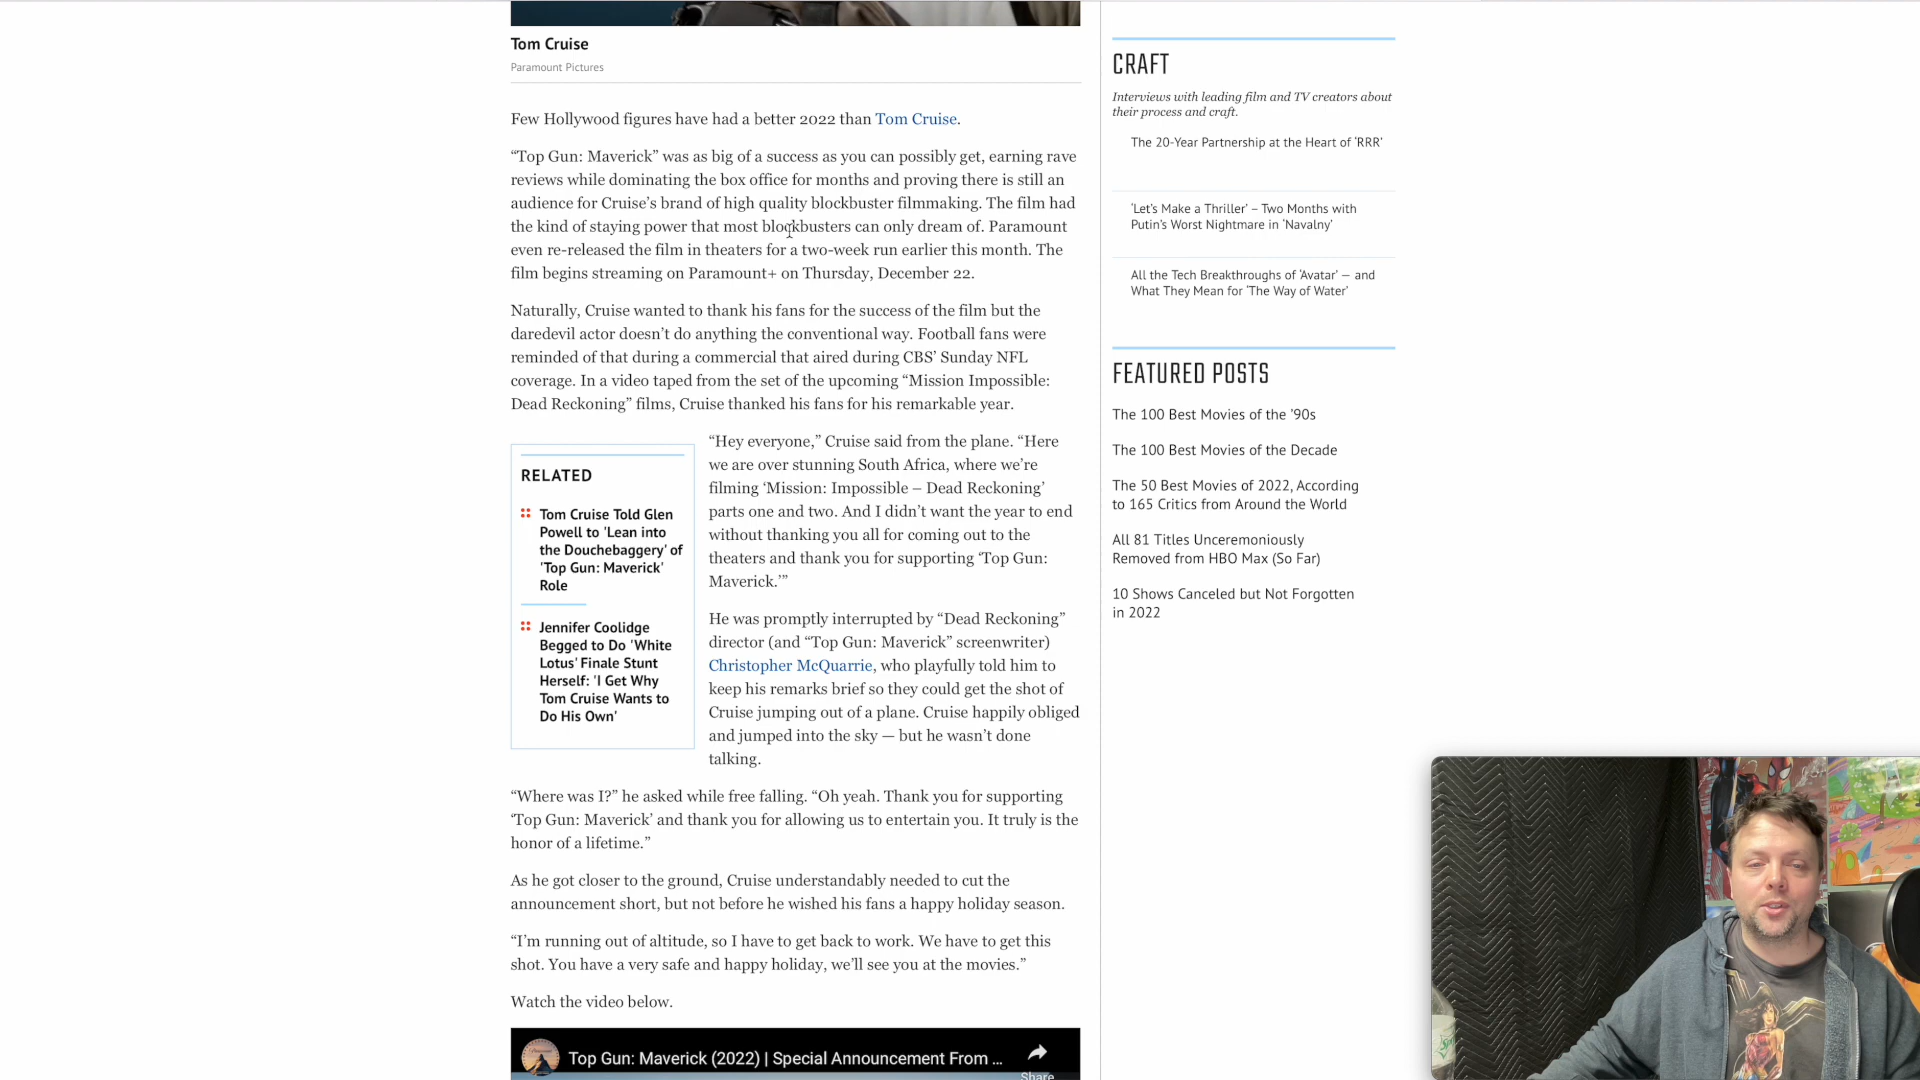 Tom Cruise
Paramount Pictures
Few Hollywood figures have had a better 2022 than Tom Cruise.
“Top Gun: Maverick” was as big of a success as you can possibly get, earning rave
reviews while dominating the box office for months and proving there is still an
audience for Cruise’s brand of high quality blockbuster filmmaking. The film had
the kind of staying power that most blockbusters can only dream of. Paramount
even re-released the film in theaters for a two-week run earlier this month. The
film begins streaming on Paramount+ on Thursday, December 22.
Naturally, Cruise wanted to thank his fans for the success of the film but the
daredevil actor doesn’t do anything the conventional way. Football fans were
reminded of that during a commercial that aired during CBS’ Sunday NFL
coverage. In a video taped from the set of the upcoming “Mission Impossible:
Dead Reckoning” films, Cruise thanked his fans for his remarkable year.
RELATED
Tom Cruise Told Glen
Powell to 'Lean into
the Douchebaggery' of
'Top Gun: Maverick'
Role
Jennifer Coolidge
Begged to Do 'White
Lotus' Finale Stunt
Herself: 'I Get Why
Tom Cruise Wants to
Do His Own'
“Hey everyone,” Cruise said from the plane. “Here
we are over stunning South Africa, where we’re
filming ‘Mission: Impossible – Dead Reckoning’
parts one and two. And I didn’t want the year to end
without thanking you all for coming out to the
theaters and thank you for supporting ‘Top Gun:
Maverick.’”
He was promptly interrupted by “Dead Reckoning”
director (and “Top Gun: Maverick” screenwriter)
Christopher McQuarrie, who playfully told him to
keep his remarks brief so they could get the shot of
Cruise jumping out of a plane. Cruise happily obliged
and jumped into the sky — but he wasn’t done
talking.
“Where was I?” he asked while free falling. “Oh yeah. Thank you for supporting
‘Top Gun: Maverick’ and thank you for allowing us to entertain you. It truly is the
honor of a lifetime.”
As he got closer to the ground, Cruise understandably needed to cut the
announcement short, but not before he wished his fans a happy holiday season.
“I’m running out of altitude, so I have to get back to work. We have to get this
shot. You have a very safe and happy holiday, we’ll see you at the movies.”
Watch the video below.
Top Gun: Maverick (2022) | Special Announcement From ...
Share
CRAFT
Interviews with leading film and TV creators about
their process and craft.
The 20-Year Partnership at the Heart of ‘RRR’
‘Let’s Make a Thriller’ – Two Months with
Putin’s Worst Nightmare in ‘Navalny’
All the Tech Breakthroughs of ‘Avatar’ — and
What They Mean for ‘The Way of Water’
FEATURED POSTS
The 100 Best Movies of the ’90s
The 100 Best Movies of the Decade
The 50 Best Movies of 2022, According
to 165 Critics from Around the World
All 81 Titles Unceremoniously
Removed from HBO Max (So Far)
10 Shows Canceled but Not Forgotten
in 2022